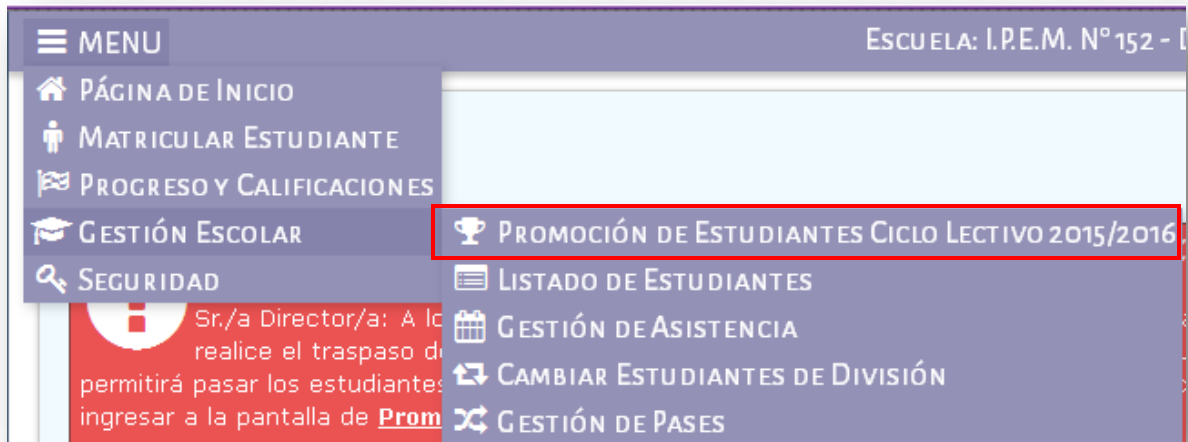 MENU
ESCUELA: I.P.E.M. N° 152 -
PÁGINA DE INICIO
MATRICULAR ESTUDIANTE
PROGRESO Y CALIFICACIONES
GESTIÓN ESCOLAR
SEGURIDAD
PROMOCIÓN DE ESTUDIANTES CICLO LECTIVO 2015/2016
LISTADO DE ESTUDIANTES
GESTIÓN DE ASISTENCIA
CAMBIAR ESTUDIANTES DE DIVISIÓN
GESTIÓN DE PASES
Sr./a Director/a: A
realice el traspaso
permitirá pasar los estudiantes
ingresar a la pantalla de Prom